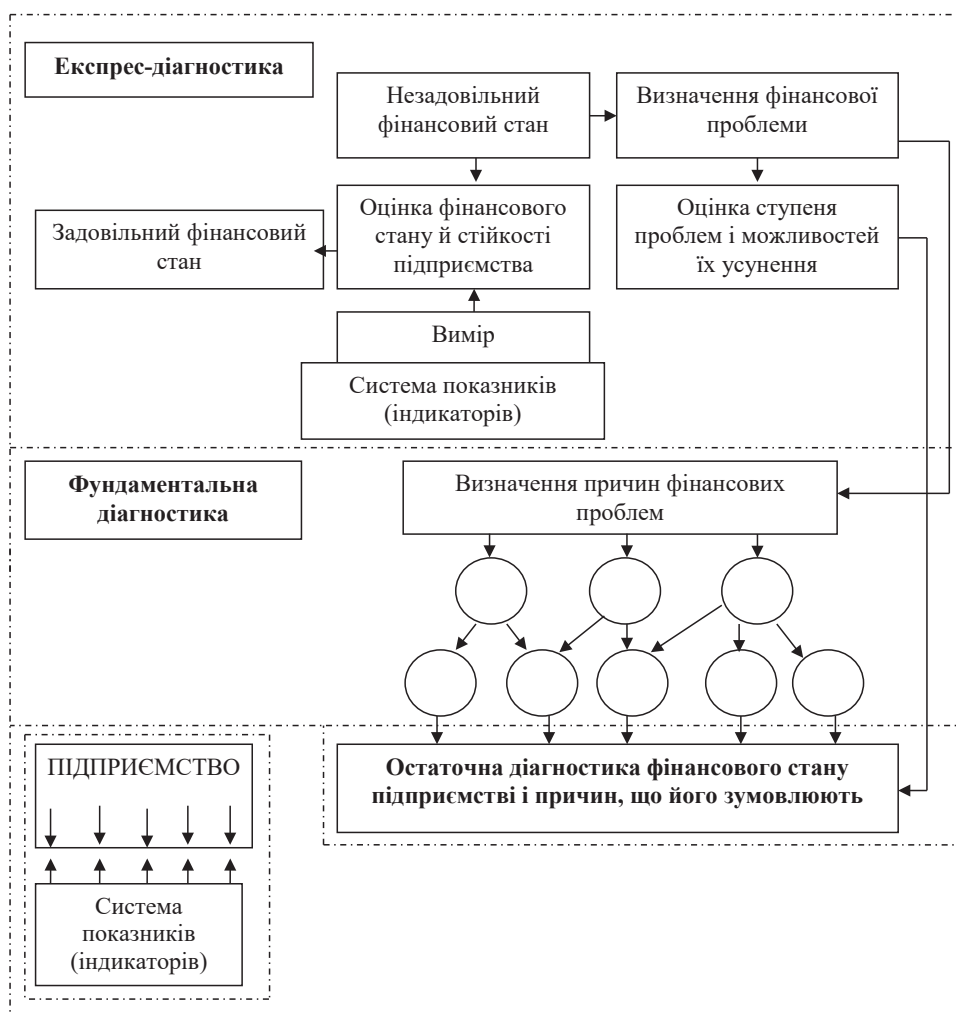 Експрес-діагностика
Незадовільний
фінансовий стан
Визначення фінансової
проблеми
Задовільний фінансовий
стан
Оцінка фінансового
стану й стійкості
підприємства
Оцінка ступеня
проблем і можливостей
їх усунення
Вимір
Система показників
(індикаторів)
Фундаментальна
діагностика
Визначення причин фінансових
проблем
ПІДПРИЄМСТВО
Остаточна діагностика фінансового стану
підприємстві і причин, що його зумовлюють
Система
показників
(індикаторів)